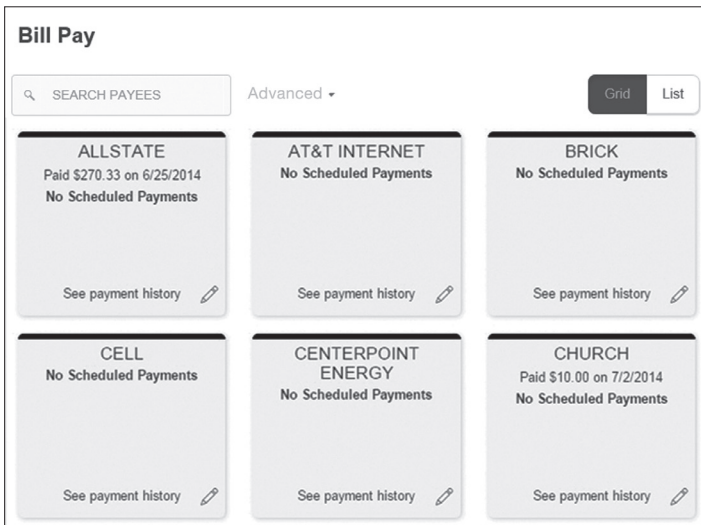 Bill Pay
SEARCH PAYEES
Advanced
Grid
List
ALLSTATE
Paid $270.33 on 6/25/2014
No Scheduled Payments
See payment history
AT&T INTERNET
No Scheduled Payments
See payment history
BRICK
No Scheduled Payments
See payment history
CELL
No Scheduled Payments
See payment history
CENTERPOINT
ENERGY
No Scheduled Payments
See payment history
CHURCH
Paid $10.00 on 7/2/2014
No Scheduled Payments
See payment history